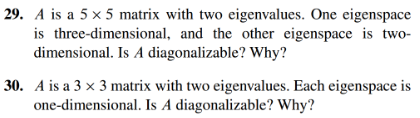 29. A is a 5 × 5 matrix with two eigenvalues. One eigenspace
is three-dimensional, and the other eigenspace is two-
dimensional. Is A diagonalizable? Why?
30. A is a 3 × 3 matrix with two eigenvalues. Each eigenspace is
one-dimensional. Is A diagonalizable? Why?